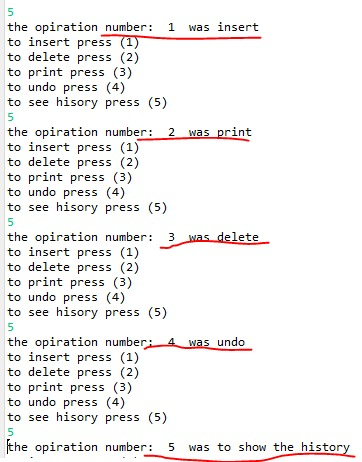 5
the opiration number:  1  was insert
to insert press (1)
to delete press (2)
to print press (3)
to undo press (4)
to see hisory press (5)
5
the opiration number:  2  was print
to insert press (1)
to delete press (2)
to print press (3)
to undo press (4)
to see hisory press (5)
5
the opiration number:  3  was delete
to insert press (1)
to delete press (2)
to print press (3)
to undo press (4)
to see hisory press (5)
5
the opiration number:  4  was undo
to insert press (1)
to delete press (2)
to print press (3)
to undo press (4)
to see hisory press (5)
5
the opiration number:  5  was to show the history